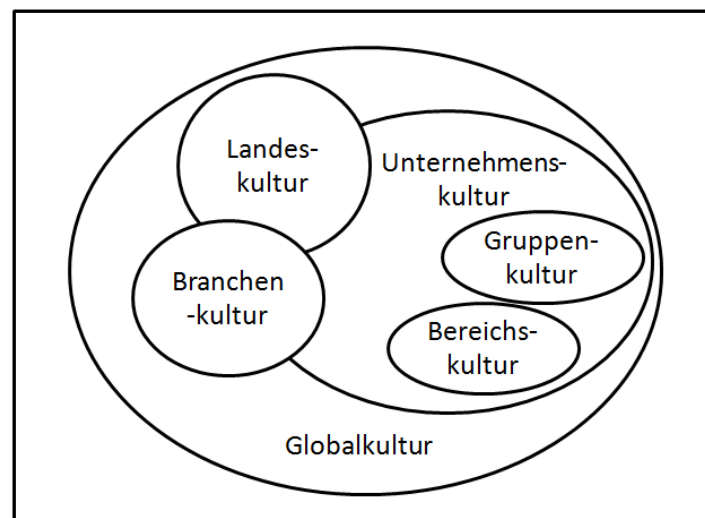 Landes-
kultur
Unternehmens-
kultur
Gruppen-
kultur
Branchen
-kultur
Bereichs-
kultur
Globalkultur